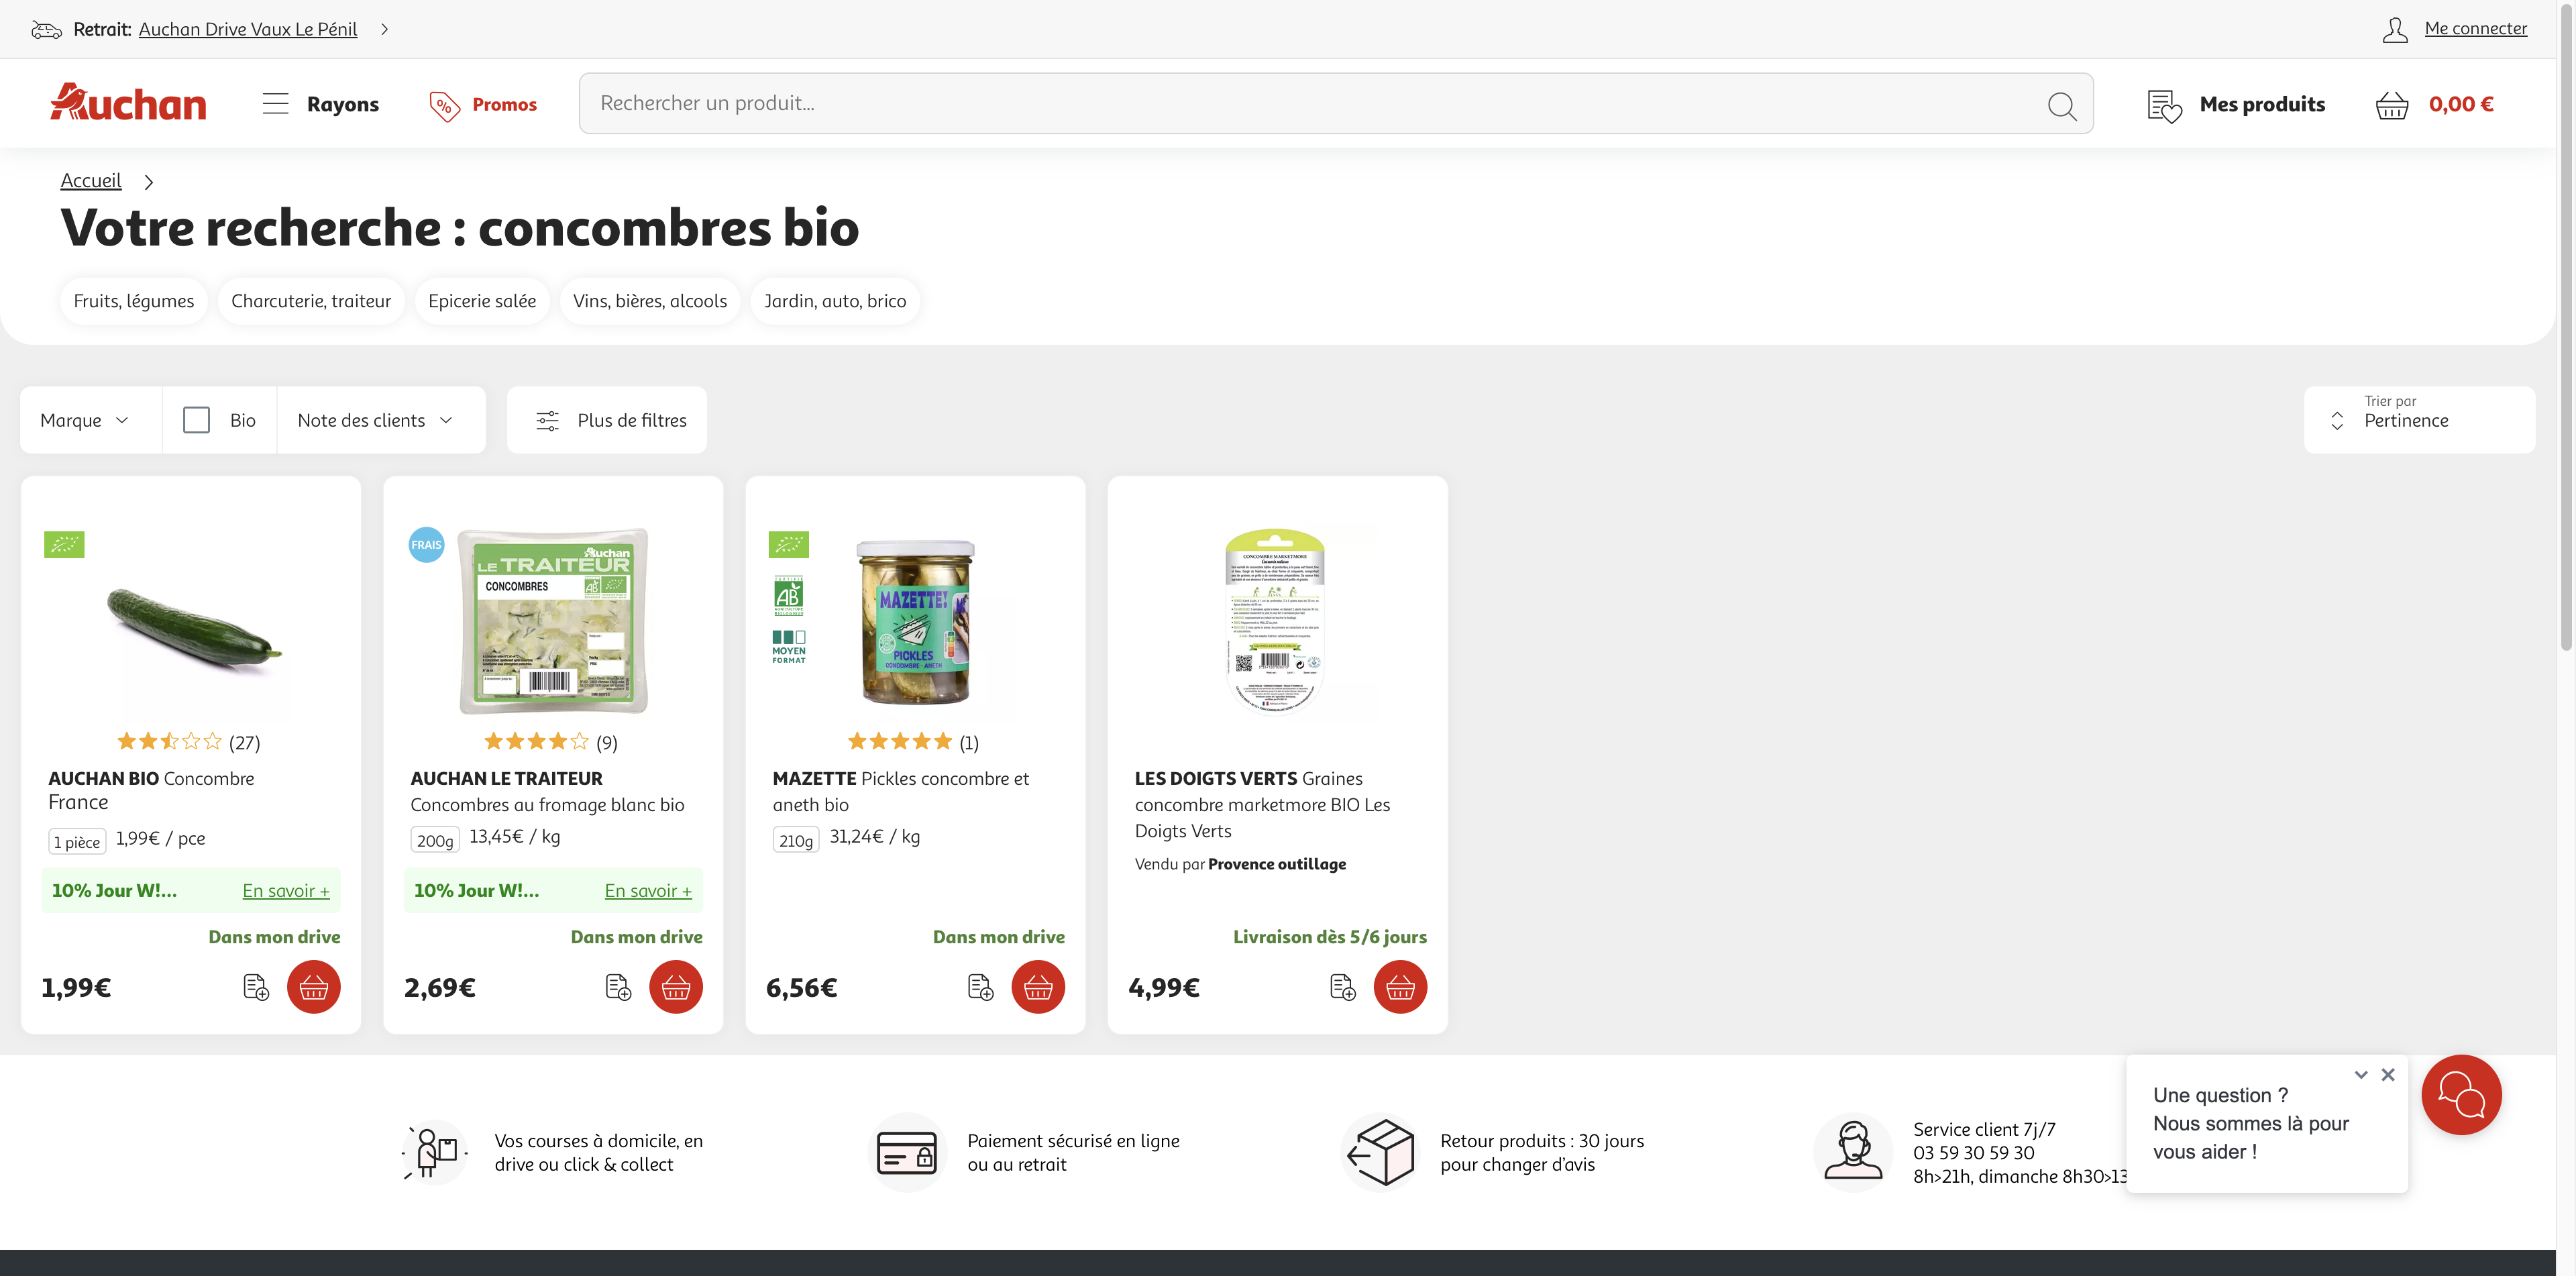 Retrait: Auchan Drive Vaux Le Pénil
Me connecter
Auchan
Rayons
Promos
Rechercher un produit...
Mes produits
0,00 €
Accueil
Votre recherche : concombres bio
Fruits, légumes
Charcuterie, traiteur
Epicerie salée
Vins, bières, alcools
Jardin, auto, brico
Marque
Bio
Note des clients
Plus de filtres
Trier par
Pertinence
(27)
AUCHAN BIO Concombre
France
1 pièce 1,99€ / pce
10% Jour W!... En savoir +
Dans mon drive
1,99€
FRAIS
Auchan
LE TRAITEUR
CONCOMBRES
AB
(9)
AUCHAN LE TRAITEUR
Concombres au fromage blanc bio
200g 13,45€ / kg
10% Jour W!... En savoir +
Dans mon drive
2,69€
AB
MOYEN
FORMAT
MAZETTE!
PICKLES
CONCOMBRE - ANETH
(1)
MAZETTE Pickles concombre et
aneth bio
210g 31,24€ / kg
Dans mon drive
6,56€
CONCOMBRE MARKETMORE
LES DOIGTS VERTS Graines
concombre marketmore BIO Les
Doigts Verts
Vendu par Provence outillage
Livraison dès 5/6 jours
4,99€
Vos courses à domicile, en
drive ou click & collect
Paiement sécurisé en ligne
ou au retrait
Retour produits : 30 jours
pour changer d'avis
Service client 7j/7
03 59 30 59 30
8h>21h, dimanche 8h30>13
Une question ?
Nous sommes là pour
vous aider !